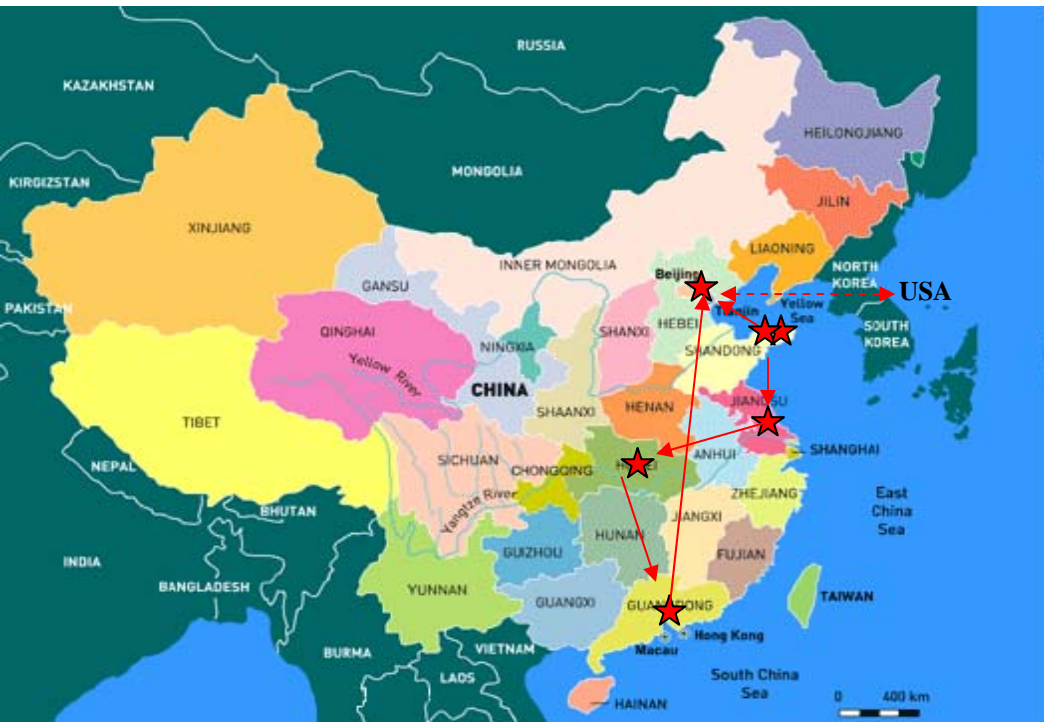 RUSSIA
KAZAKHSTAN
HEILONGJIANG
MONGOLIA
KIRGIZSTAN
JILIN
XINJIANG
LIAONING
INNER MONGOLIA
Beijing
NORTH
KOREA
GANSU
USA
PAKISTAN
Tianjin
Yellow
Sea
QINGHAI
SHANXI
HEBEI
SOUTH
KOREA
NINGXIA
SHANDONG
Yellow River
CHINA
JIANGSU
HENAN
SHAANXI
TIBET
SHANGHAI
ANHUI
NEPAL
SICHUAN
CHONGQING
ZHEJIANG
East
China
Sea
Yangtze River
BHUTAN
JIANGXI
HUNAN
GUIZHOU
FUJIAN
INDIA
BANGLADESH
YUNNAN
TAIWAN
GUANGXI
Hong Kong
Macau
VIETNAM
BURMA
LAOS
South China
Sea
HAINAN
0 400 km